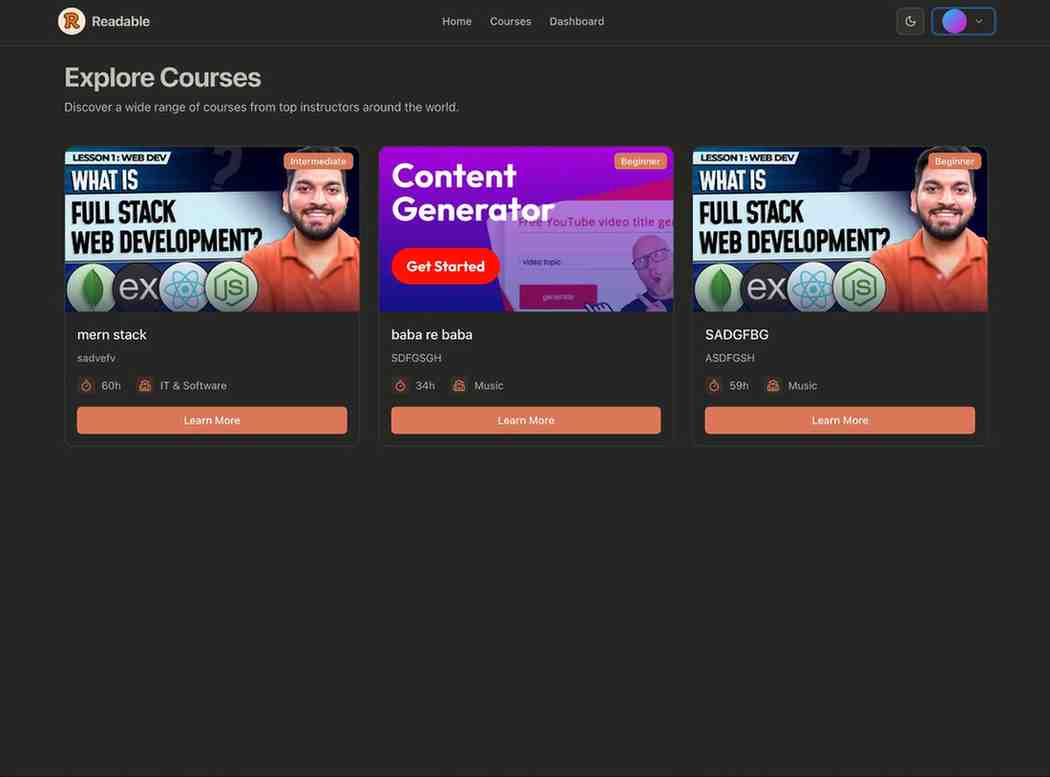 Readable
Home Courses Dashboard
Explore Courses
Discover a wide range of courses from top instructors around the world.
LESSON 1 : WEB DEV
Intermediate
WHAT IS
FULL STACK
WEB DEVELOPMENT?
EX
JS
mern stack
sadvefv
60h IT & Software
Learn More
Beginner
Content
Generator
Free YouTube video title ge
video topic
Get Started
generate
baba re baba
SDFGSGH
34h Music
Learn More
LESSON 1 : WEB DEV
Beginner
WHAT IS
FULL STACK
WEB DEVELOPMENT?
EX
JS
SADGFBG
ASDFGSH
59h Music
Learn More